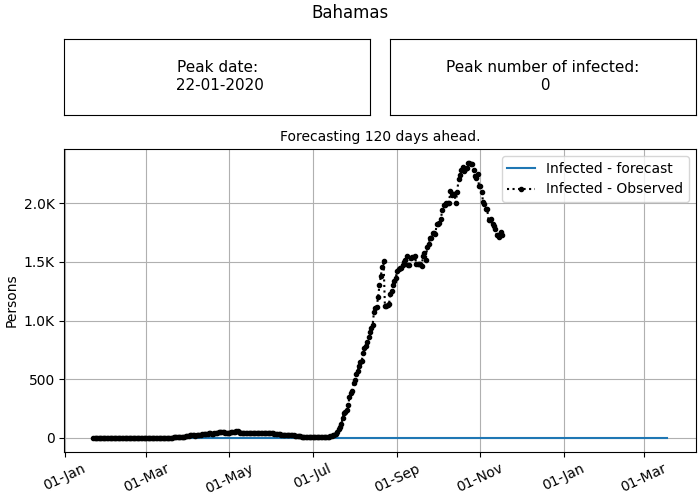 Bahamas
Peak date:
22-01-2020
Peak number of infected:
0
Forecasting 120 days ahead.
Infected - forecast
Infected - Observed
Persons
2.0K
1.5K
1.0K
500
0
01-Jan
01-Mar
01-May
01-Jul
01-Sep
01-Nov
01-Jan
01-Mar